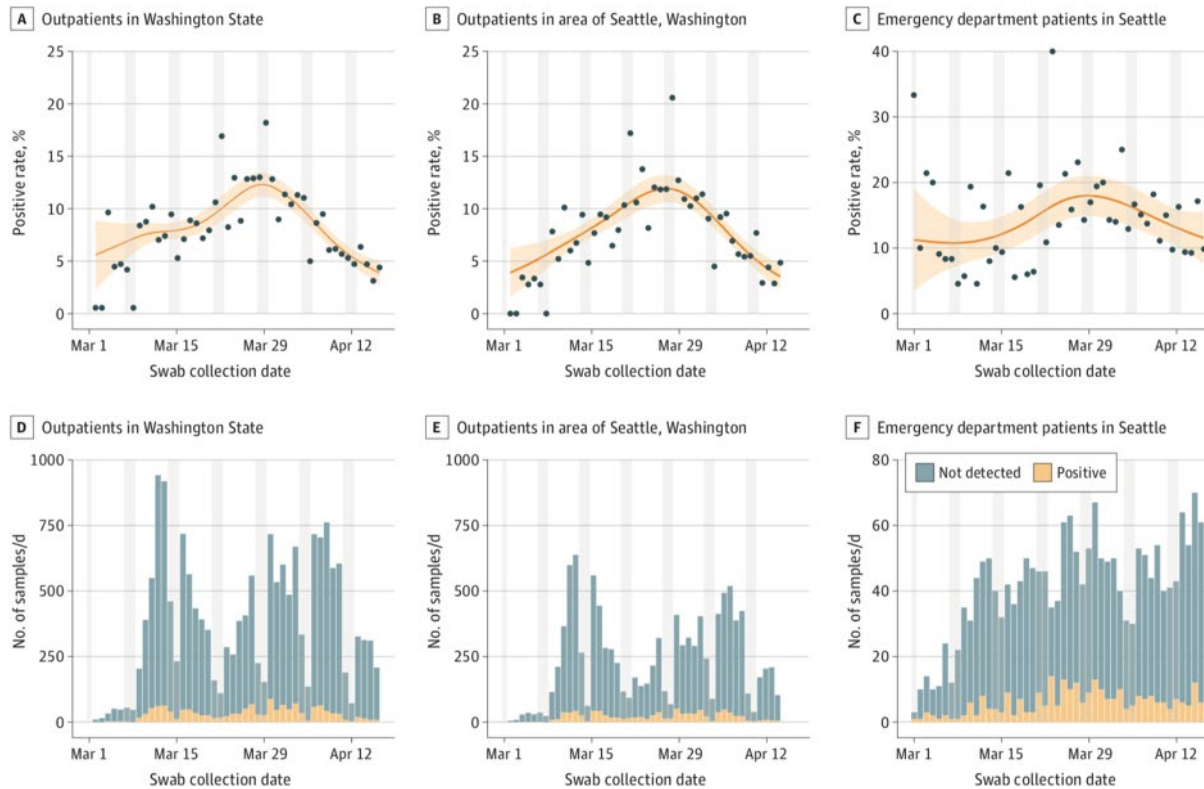 A Outpatients in Washington State
25
20
15
10
5
0
Positive rate, %
Mar 1 Mar 15 Mar 29 Apr 12
Swab collection date
B Outpatients in area of Seattle, Washington
25
20
15
10
5
0
Positive rate, %
Mar 1 Mar 15 Mar 29 Apr 12
Swab collection date
C Emergency department patients in Seattle
40
30
20
10
0
Positive rate, %
Mar 1 Mar 15 Mar 29 Apr 12
Swab collection date
D Outpatients in Washington State
1000
750
500
250
0
No. of samples/d
Mar 1 Mar 15 Mar 29 Apr 12
Swab collection date
E Outpatients in area of Seattle, Washington
1000
750
500
250
0
No. of samples/d
Mar 1 Mar 15 Mar 29 Apr 12
Swab collection date
F Emergency department patients in Seattle
80
60
40
20
0
No. of samples/d
Not detected Positive
Mar 1 Mar 15 Mar 29 Apr 12
Swab collection date